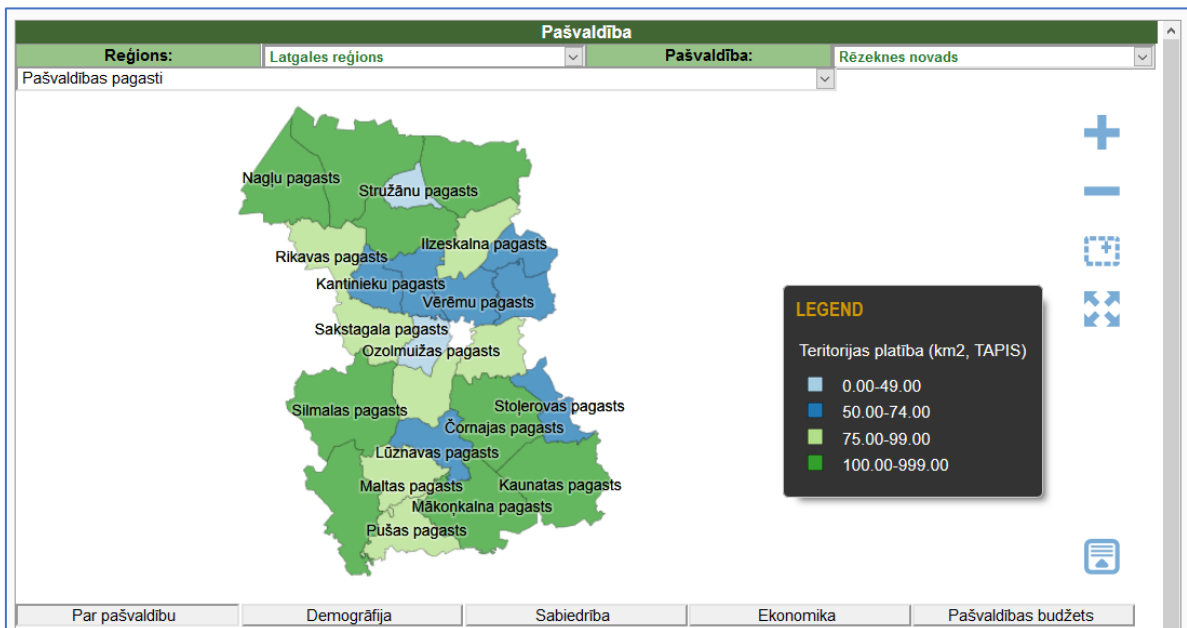 Pašvaldība
Reģions: Latgales reģions Pašvaldība: Rēzeknes novads
Pašvaldības pagasti
Nagļu pagasts
Stružānu pagasts
Ilzeskalna pagasts
Rikavas pagasts
Kantinieku pagasts
Vērēmu pagasts
Sakstagala pagasts
Ozolmuižas pagasts
LEGEND
Teritorijas platība (km2, TAPIS)
0.00-49.00
50.00-74.00
75.00-99.00
100.00-999.00
Silmalas pagasts
Stoļerovas pagasts
Čornajas pagasts
Lūznavas pagasts
Maltas pagasts
Kaunatas pagasts
Mākoņkalna pagasts
Pušas pagasts
Par pašvaldību Demogrāfija Sabiedrība Ekonomika Pašvaldības budžets